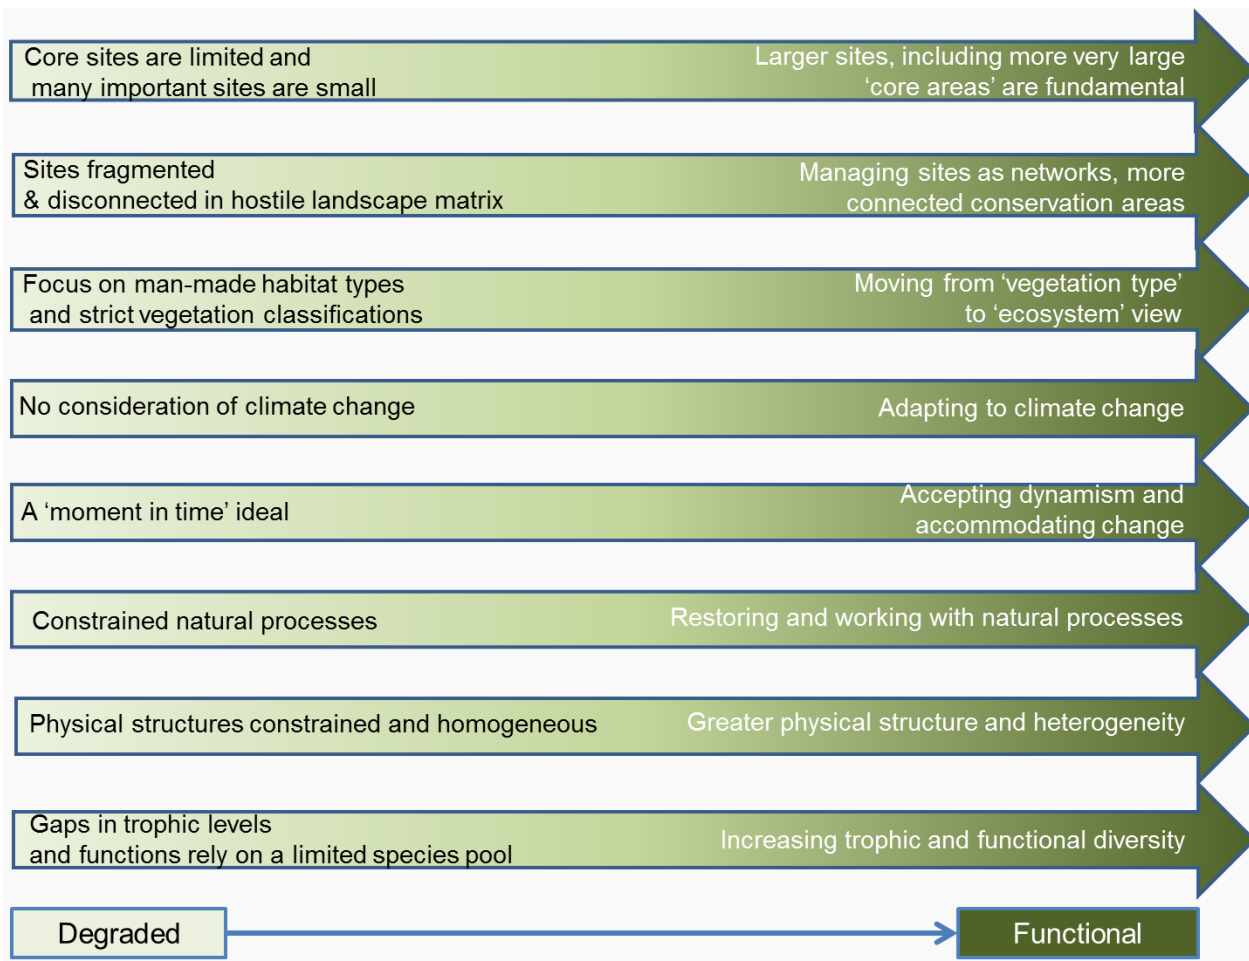 Core sites are limited and
many important sites are small
Larger sites, including more very large
‘core areas’ are fundamental
Sites fragmented
& disconnected in hostile landscape matrix
Managing sites as networks, more
connected conservation areas
Focus on man-made habitat types
and strict vegetation classifications
Moving from ‘vegetation type’
to ‘ecosystem’ view
No consideration of climate change
Adapting to climate change
A ‘moment in time’ ideal
Accepting dynamism and
accommodating change
Constrained natural processes
Restoring and working with natural processes
Physical structures constrained and homogeneous
Greater physical structure and heterogeneity
Gaps in trophic levels
and functions rely on a limited species pool
Increasing trophic and functional diversity
Degraded
Functional